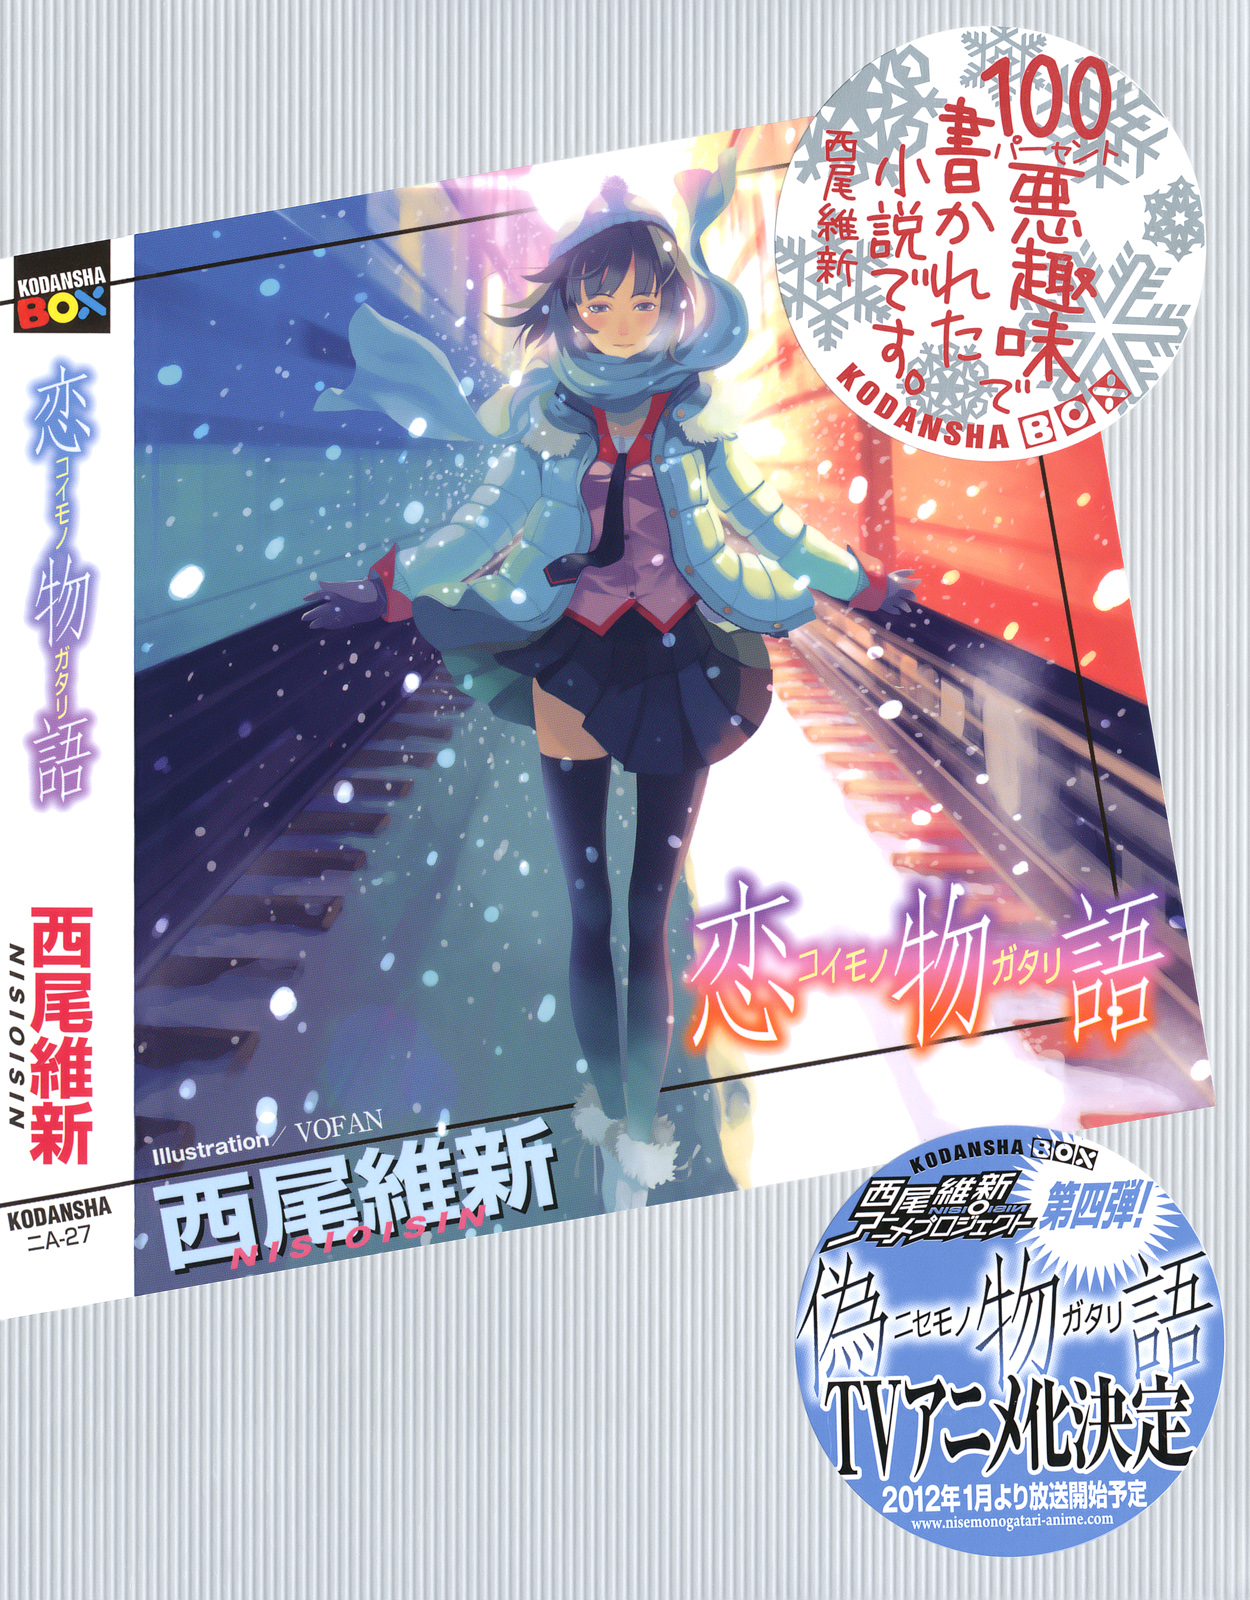 KODANSHA
BOX
恋コイモノ物ガタリ語
西尾維新
NISIOISIN
KODANSHA
ニA-27
100
パーセント
悪趣味で
書かれた
小説です。
西尾維新
KODANSHA BOX
恋コイモノ物ガタリ語
Illustration／VOFAN
西尾維新
NISIOISIN
KODANSHA BOX
西尾維新
NISIOISIN
アニメプロジェクト
第四弾!
偽ニセモノ物ガタリ語
TVアニメ化決定
2012年1月より放送開始予定
www.nisemonogatari-anime.com